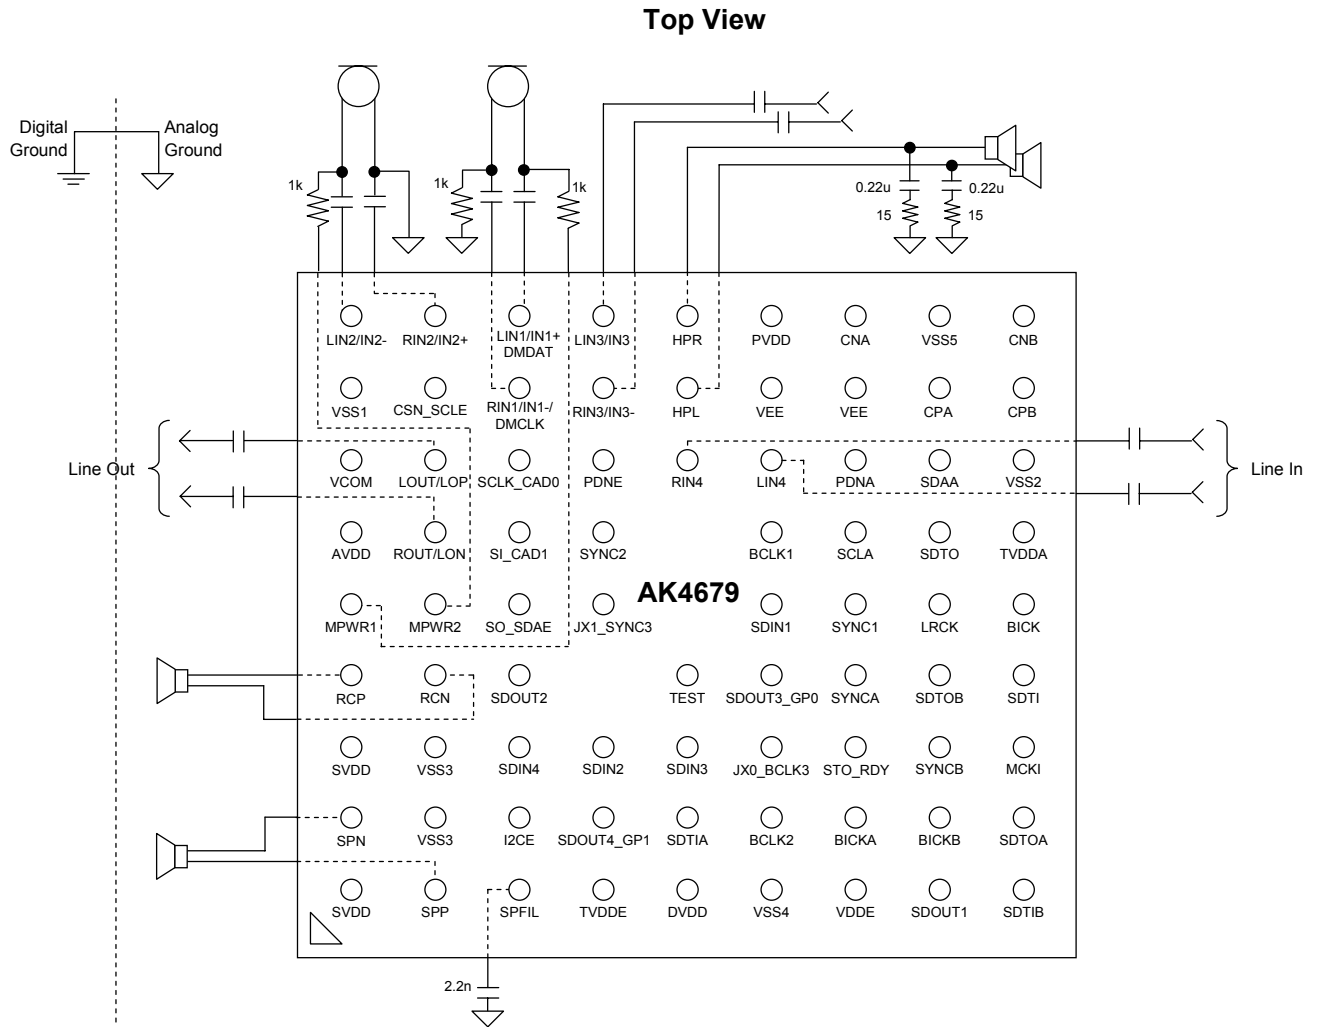 Top View
Digital Ground
Analog Ground
1k
1k
1k
0.22u
0.22u
15
15
LIN2/IN2-
RIN2/IN2+
LIN1/IN1+
DMDAT
LIN3/IN3
HPR
PVDD
CNA
VSS5
CNB
VSS1
CSN_SCLE
RIN1/IN1-/
DMCLK
RIN3/IN3-
HPL
VEE
VEE
CPA
CPB
Line Out
VCOM
LOUT/LOP
SCLK_CAD0
PDNE
RIN4
LIN4
PDNA
SDAA
VSS2
Line In
AVDD
ROUT/LON
SI_CAD1
SYNC2
BCLK1
SCLA
SDTO
TVDDA
AK4679
MPWR1
MPWR2
SO_SDAE
JX1_SYNC3
SDIN1
SYNC1
LRCK
BICK
RCP
RCN
SDOUT2
TEST
SDOUT3_GP0
SYNCA
SDTOB
SDTI
SVDD
VSS3
SDIN4
SDIN2
SDIN3
JX0_BCLK3
STO_RDY
SYNCB
MCKI
SPN
VSS3
I2CE
SDOUT4_GP1
SDTIA
BCLK2
BICKA
BICKB
SDTOA
SVDD
SPP
SPFIL
TVDDE
DVDD
VSS4
VDDE
SDOUT1
SDTIB
2.2n